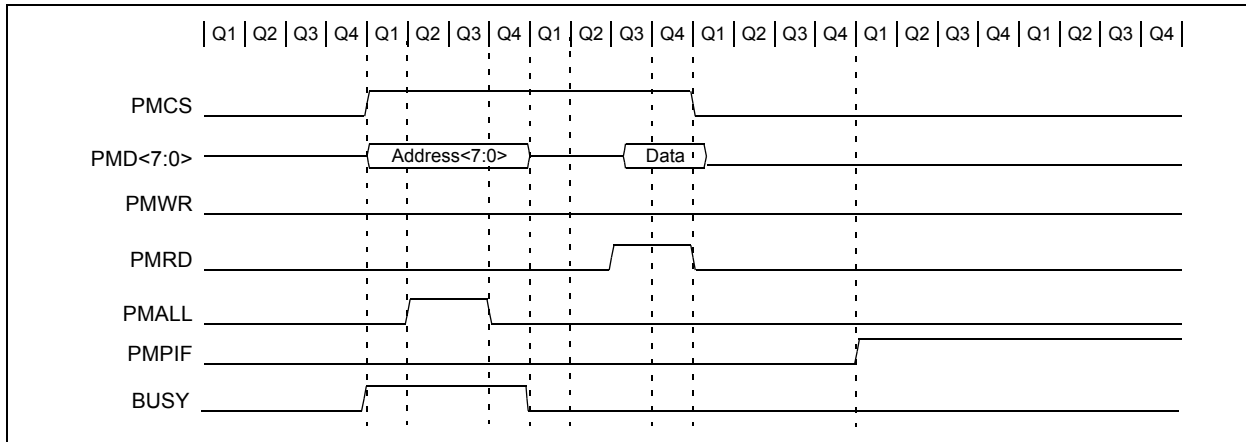 Q1 Q2 Q3 Q4 Q1 Q2 Q3 Q4 Q1 Q2 Q3 Q4 Q1 Q2 Q3 Q4 Q1 Q2 Q3 Q4 Q1 Q2 Q3 Q4
PMCS
PMD<7:0> Address<7:0> Data
PMWR
PMRD
PMALL
PMPIF
BUSY